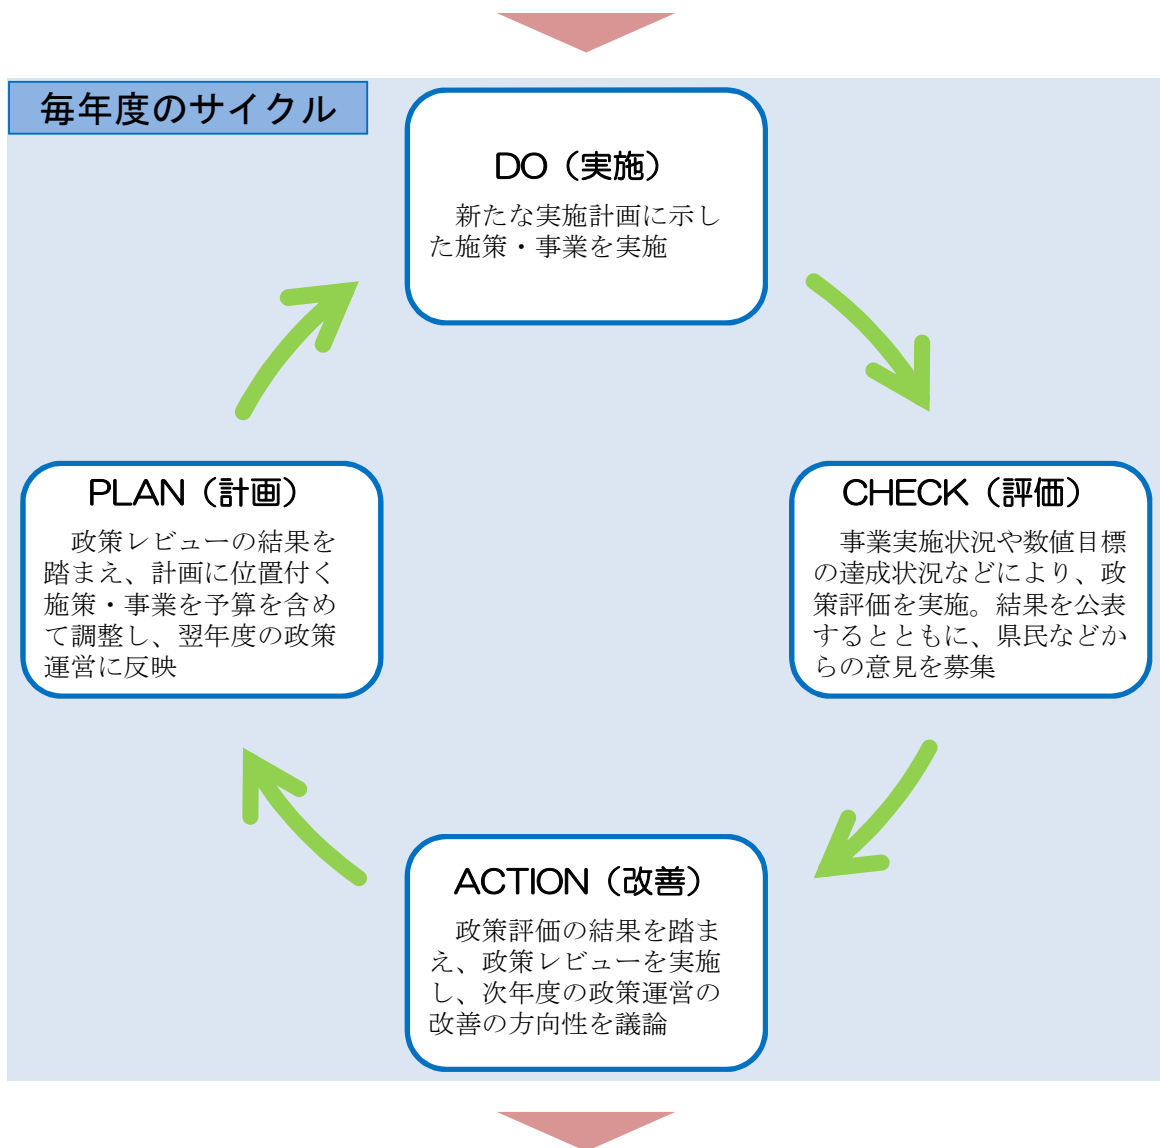 毎年度のサイクル
DO（実施）
新たな実施計画に示し
た施策・事業を実施
PLAN（計画）
政策レビューの結果を
踏まえ、計画に位置付く
施策・事業を予算を含め
て調整し、翌年度の政策
運営に反映
CHECK（評価）
事業実施状況や数値目標
の達成状況などにより、政
策評価を実施。結果を公表
するとともに、県民などか
らの意見を募集
ACTION（改善）
政策評価の結果を踏ま
え、政策レビューを実施
し、次年度の政策運営の
改善の方向性を議論